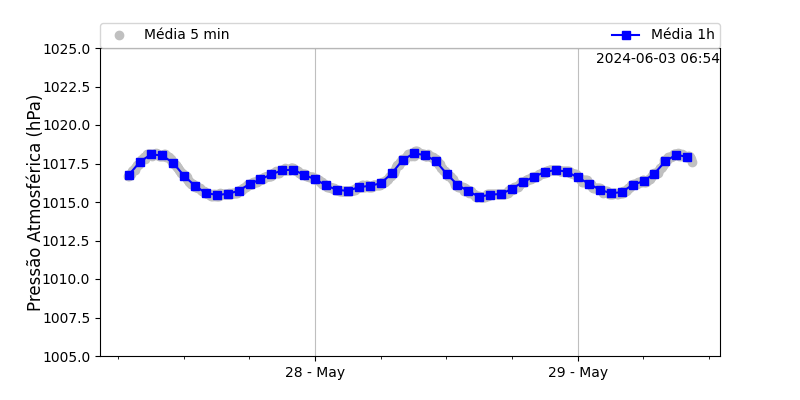 Média 5 min
Média 1h
2024-06-03 06:54
Pressão Atmosférica (hPa)
1025.0
1022.5
1020.0
1017.5
1015.0
1012.5
1010.0
1007.5
1005.0
28 - May
29 - May